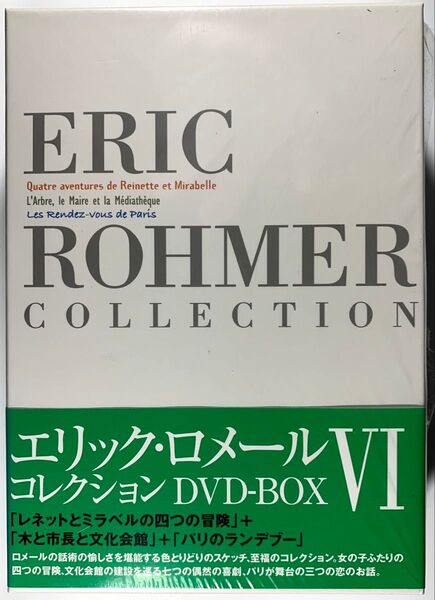 ERIC
Quatre aventures de Reinette et Mirabelle
L'Arbre, le Maire et la Médiathèque
Les Rendez-vous de Paris
ROHMER
COLLECTION
エリック・ロメール
コレクション DVD-BOX VI
「レネットとミラベルの四つの冒険」+
「木と市長と文化会館」+「パリのランデブー」
ロメールの話術の愉しさを堪能する色とりどりのスケッチ、至福のコレクション。女の子ふたりの
四つの冒険、文化会館の建設を巡る七つの偶然の喜劇、パリが舞台の三つの恋のお話。